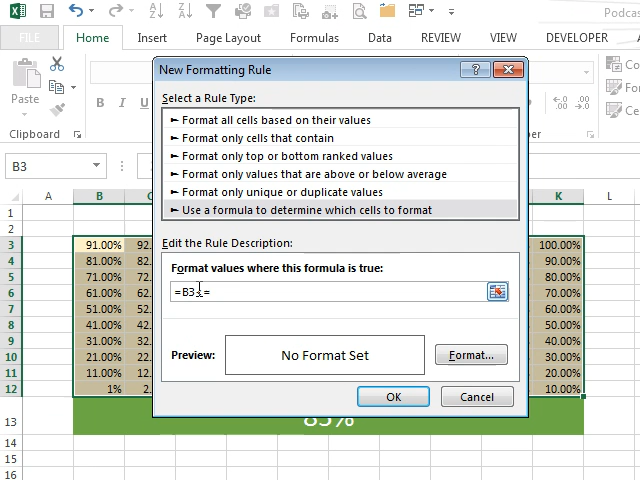 Podcas
FILE Home Insert Page Layout Formulas Data REVIEW VIEW DEVELOPER
New Formatting Rule
Select a Rule Type:
► Format all cells based on their values
► Format only cells that contain
► Format only top or bottom ranked values
► Format only values that are above or below average
► Format only unique or duplicate values
► Use a formula to determine which cells to format
Edit the Rule Description:
Format values where this formula is true:
Preview: No Format Set Format...
OK Cancel
Paste
B I
Clipboard
Co
For
Cel
B3
A B C K L
1
2
3 91.00% 92. 100.00%
4 81.00% 82. 90.00%
5 71.00% 72. 80.00%
6 61.00% 62. 70.00%
7 51.00% 52. 60.00%
8 41.00% 42. 50.00%
9 31.00% 32. 40.00%
10 21.00% 22. 30.00%
11 11.00% 12. 20.00%
12 1% 2. 10.00%
13 85%
14
15
16